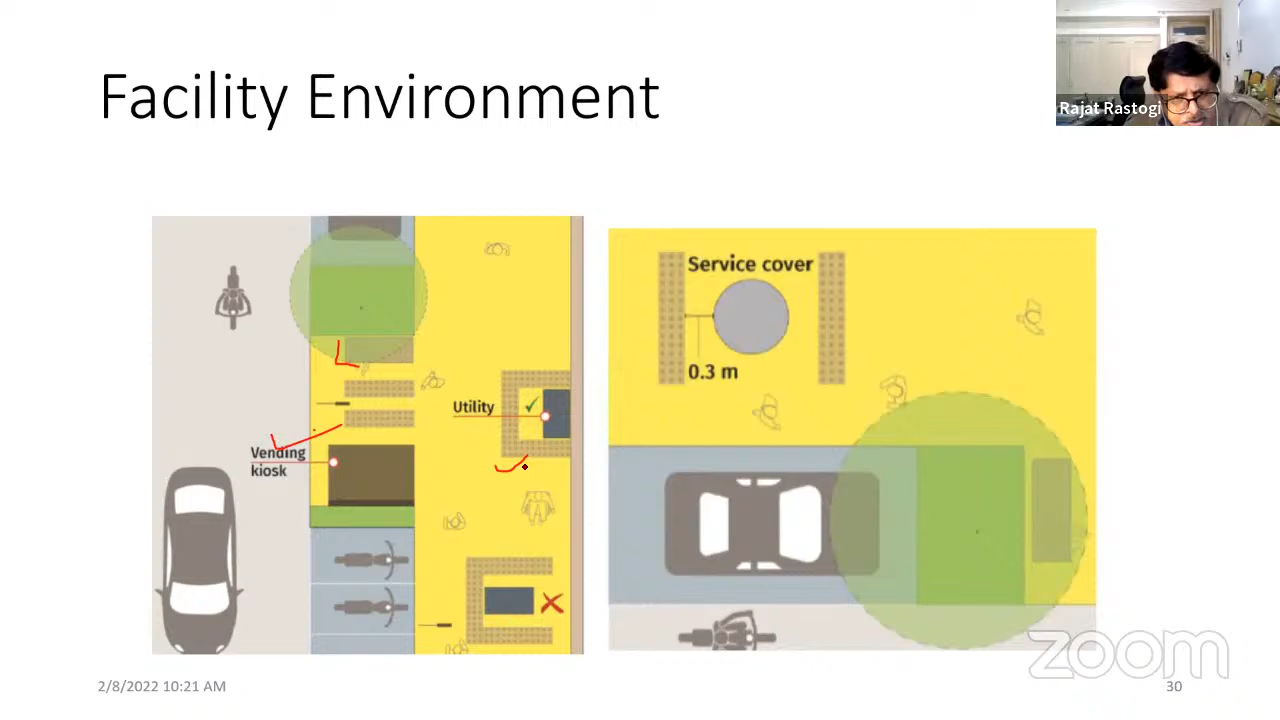 Facility Environment
Rajat Rastogi
Utility
Vending
kiosk
Service cover
0.3 m
zoom
2/8/2022 10:21 AM
30